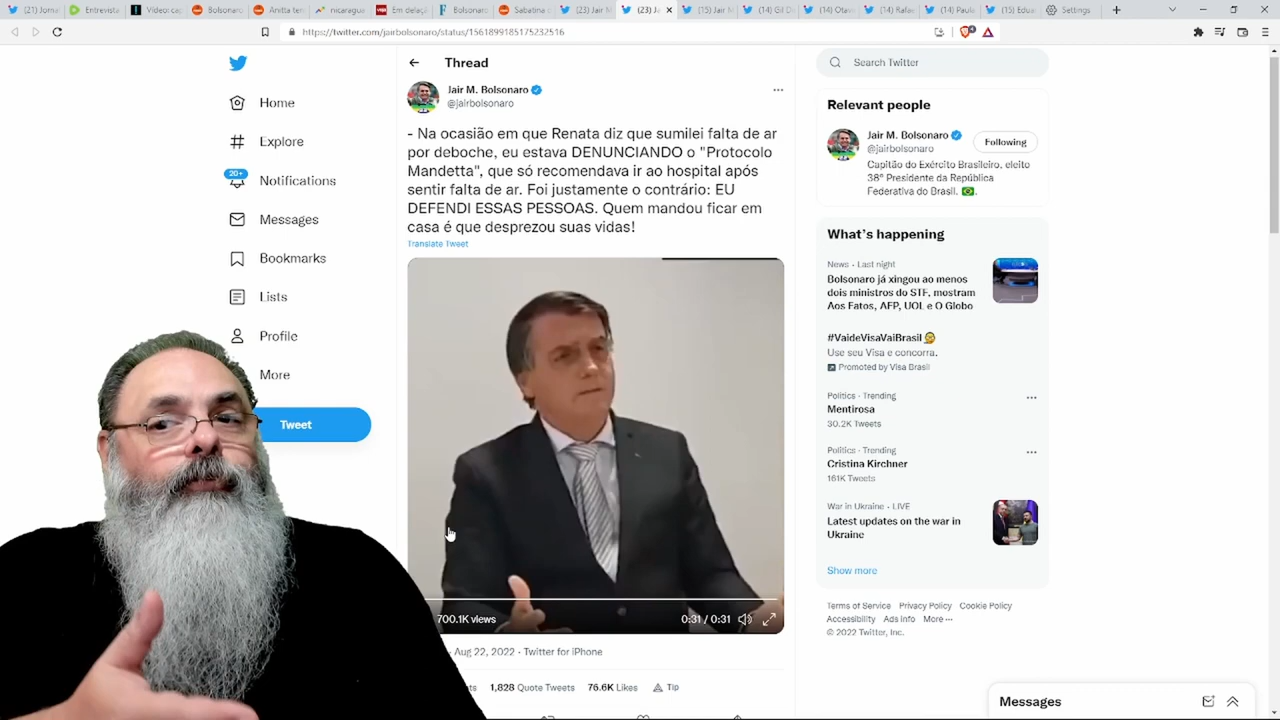 (21) Jorna
Entrevista
Vídeo: cap
Bolsonaro
Anitta ten
nicaragua
Em delaçã
Bolsonaro
Sabatina d
(23) Jair M
(23) Ja
(15) Jair M
(14) Gil Di
(14) Otav
(14) Rafae
(14) Paula
(15) Eduar
Settings
https://twitter.com/jairbolsonaro/status/1561899185175232516
Thread
Search Twitter
Home
Explore
20+
Notifications
Messages
Bookmarks
Lists
Profile
More
Tweet
Jair M. Bolsonaro
@jairbolsonaro
- Na ocasião em que Renata diz que sumilei falta de ar
por deboche, eu estava DENUNCIANDO o "Protocolo
Mandetta", que só recomendava ir ao hospital após
sentir falta de ar. Foi justamente o contrário: EU
DEFENDI ESSAS PESSOAS. Quem mandou ficar em
casa é que desprezou suas vidas!
Translate Tweet
700.1K views
0:31 / 0:31
Aug 22, 2022 · Twitter for iPhone
1,828 Quote Tweets 76.6K Likes Tip
Relevant people
Jair M. Bolsonaro
@jairbolsonaro
Following
Capitão do Exército Brasileiro, eleito
38º Presidente da República
Federativa do Brasil.
What's happening
News · Last night
Bolsonaro já xingou ao menos
dois ministros do STF, mostram
Aos Fatos, AFP, UOL e O Globo
#VaideVisaVaiBrasil
Use seu Visa e concorra.
Promoted by Visa Brasil
Politics · Trending
Mentirosa
30.2K Tweets
Politics · Trending
Cristina Kirchner
161K Tweets
War in Ukraine · LIVE
Latest updates on the war in
Ukraine
Show more
Terms of Service Privacy Policy Cookie Policy
Accessibility Ads info More ···
© 2022 Twitter, Inc.
Messages